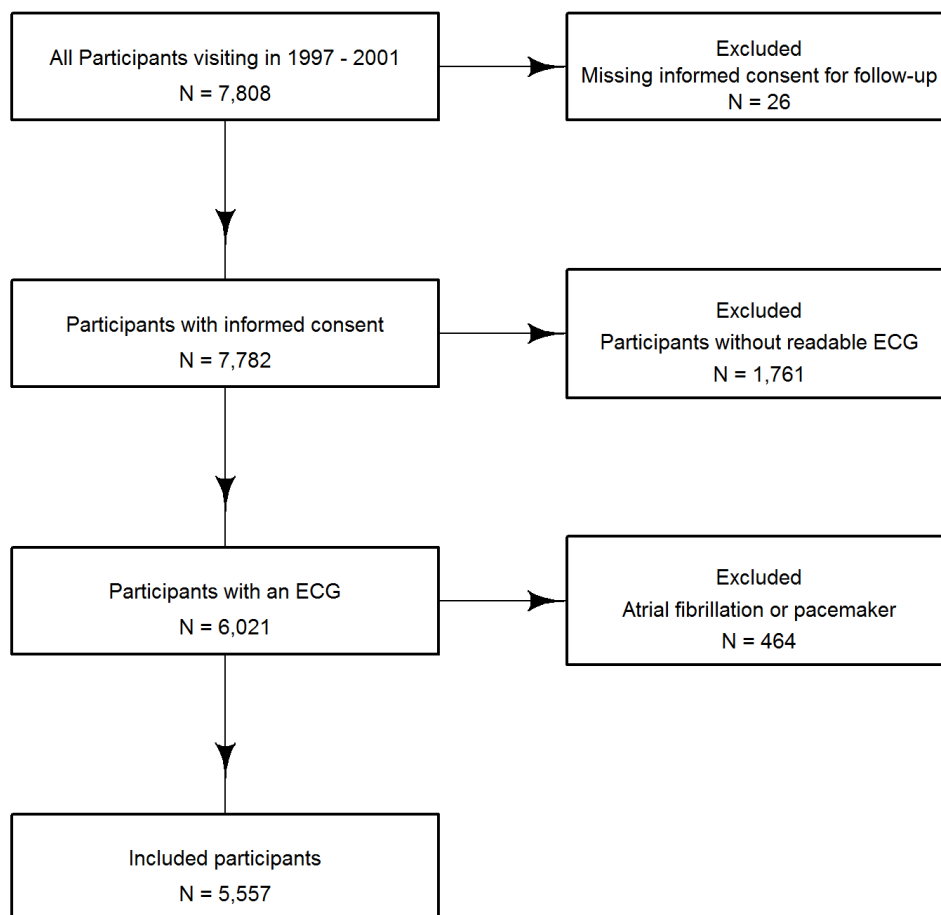 All Participants visiting in 1997 - 2001
N = 7,808
Excluded
Missing informed consent for follow-up
N = 26
Participants with informed consent
N = 7,782
Excluded
Participants without readable ECG
N = 1,761
Participants with an ECG
N = 6,021
Excluded
Atrial fibrillation or pacemaker
N = 464
Included participants
N = 5,557